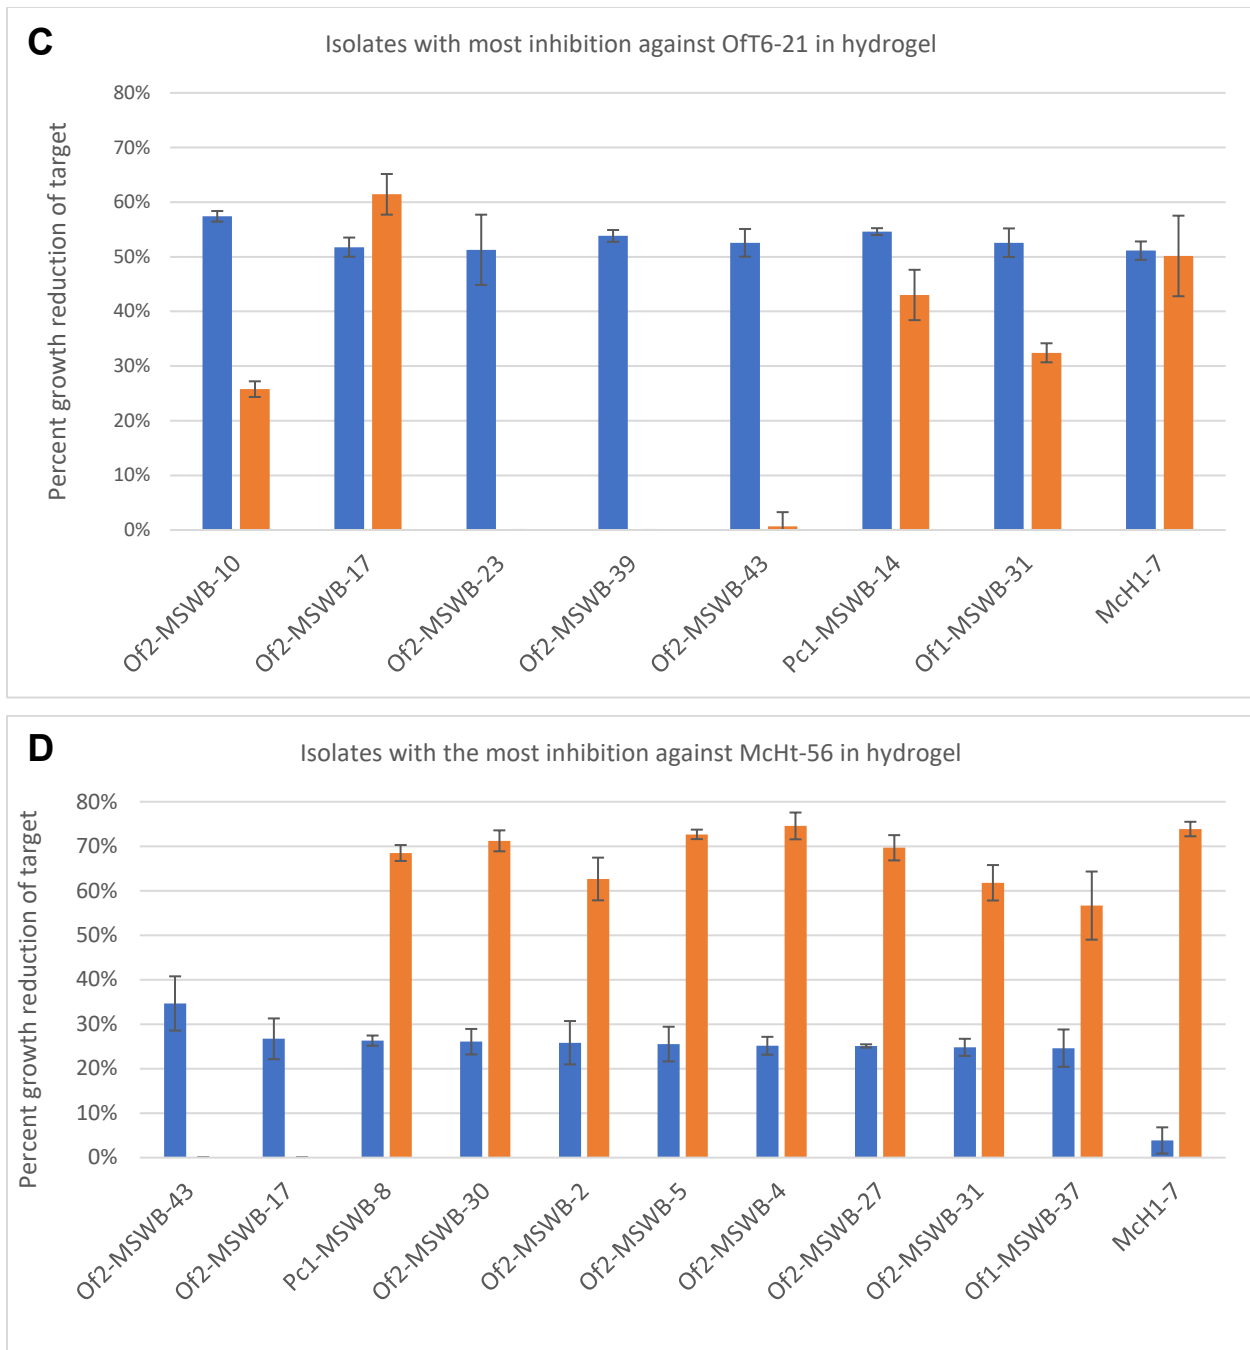 C
Isolates with most inhibition against OfT6-21 in hydrogel
Percent growth reduction of target
80%
70%
60%
50%
40%
30%
20%
10%
0%
Of2-MSWB-10
Of2-MSWB-17
Of2-MSWB-23
Of2-MSWB-39
Of2-MSWB-43
Pc1-MSWB-14
Of1-MSWB-31
McH1-7
D
Isolates with the most inhibition against McHt-56 in hydrogel
Percent growth reduction of target
80%
70%
60%
50%
40%
30%
20%
10%
0%
Of2-MSWB-43
Of2-MSWB-17
Pc1-MSWB-8
Of2-MSWB-30
Of2-MSWB-2
Of2-MSWB-5
Of2-MSWB-4
Of2-MSWB-27
Of2-MSWB-31
Of1-MSWB-37
McH1-7